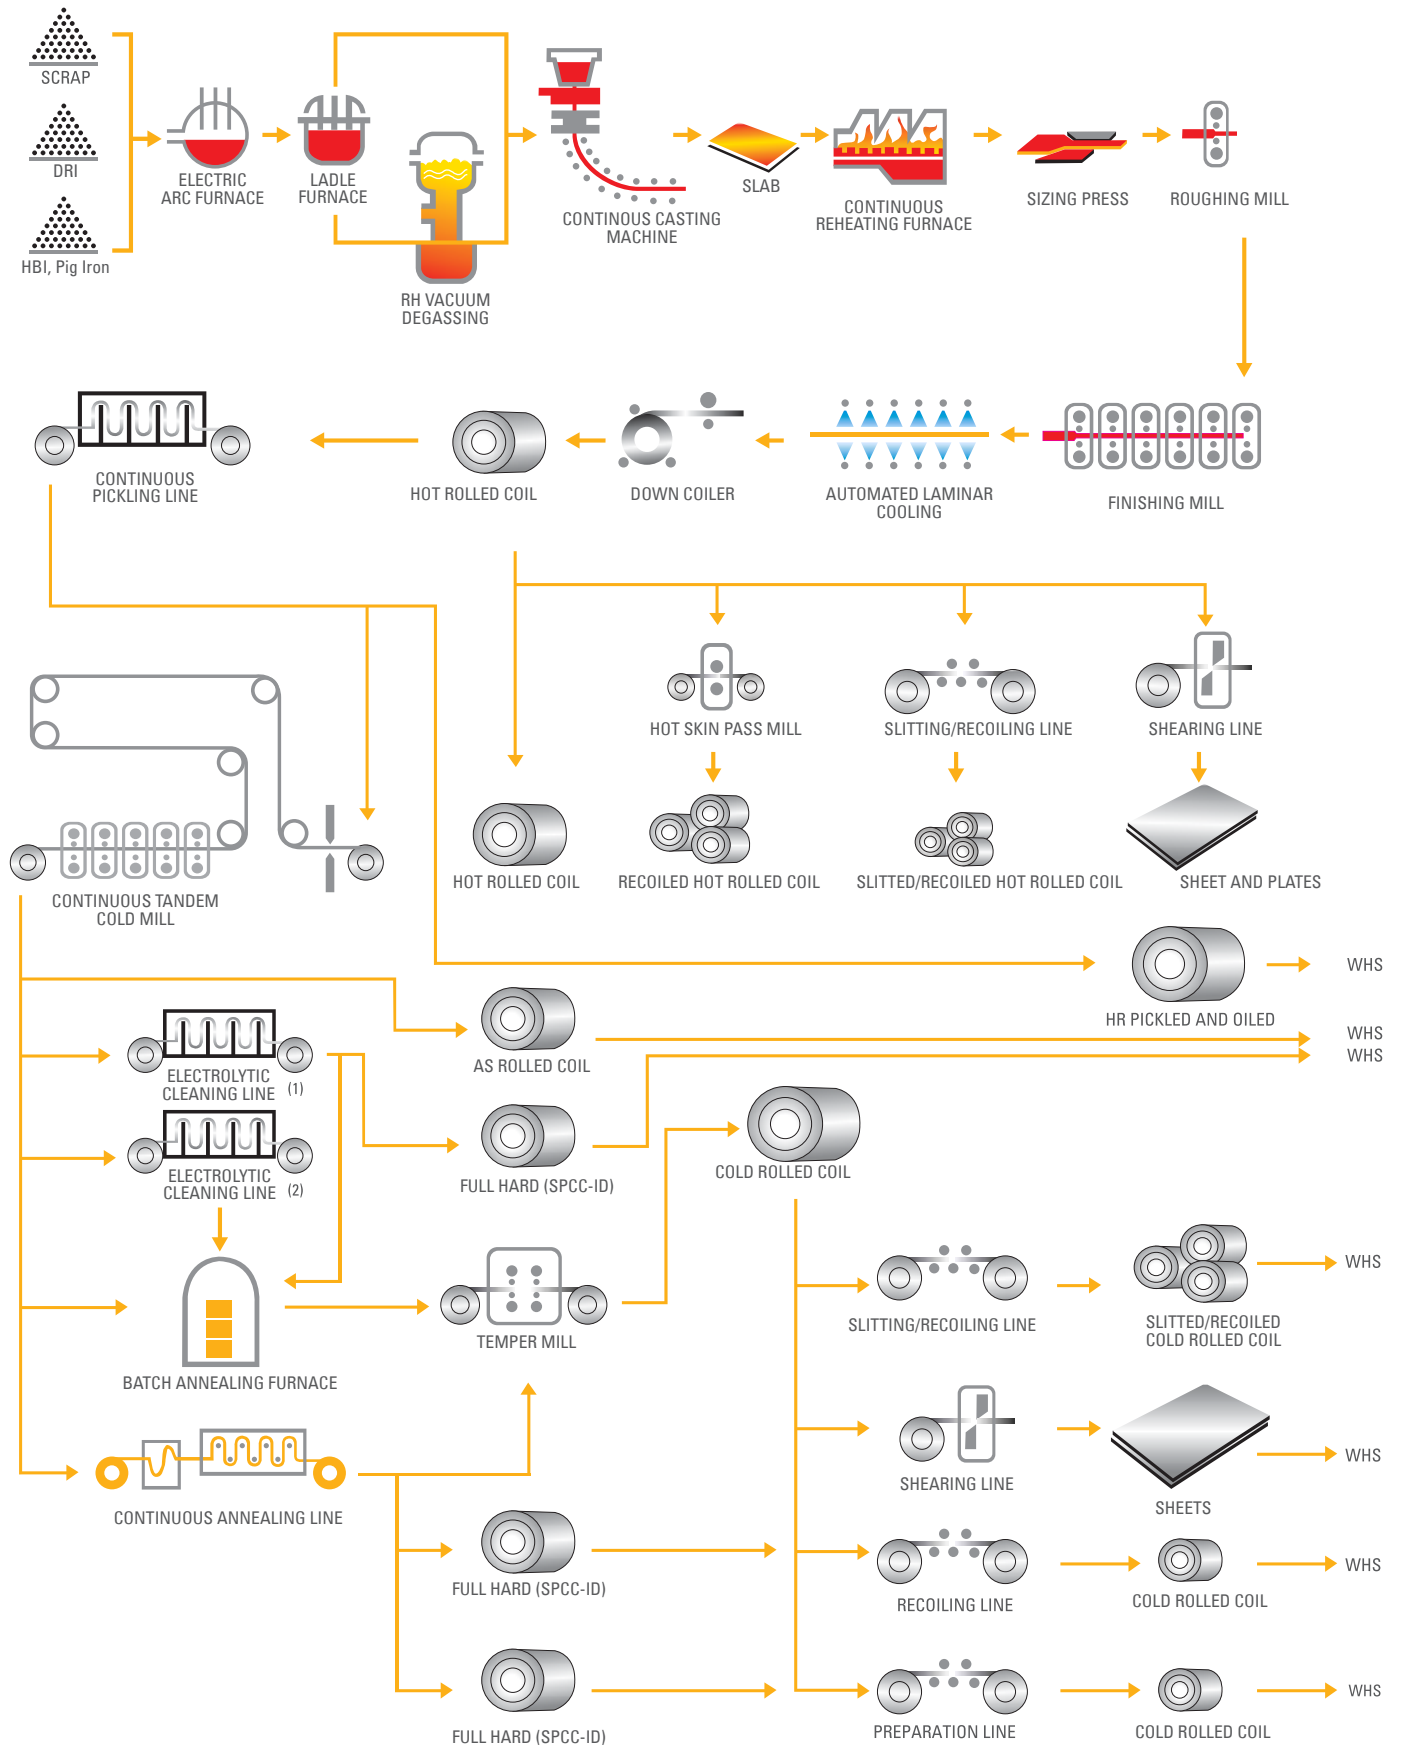 SCRAP
DRI
HBI, Pig Iron
ELECTRIC
ARC FURNACE
LADLE
FURNACE
RH VACUUM
DEGASSING
CONTINOUS CASTING
MACHINE
SLAB
CONTINUOUS
REHEATING FURNACE
SIZING PRESS
ROUGHING MILL
CONTINUOUS
PICKLING LINE
HOT ROLLED COIL
DOWN COILER
AUTOMATED LAMINAR
COOLING
FINISHING MILL
HOT SKIN PASS MILL
SLITTING/RECOILING LINE
SHEARING LINE
HOT ROLLED COIL
RECOILED HOT ROLLED COIL
SLITTED/RECOILED HOT ROLLED COIL
SHEET AND PLATES
CONTINUOUS TANDEM
COLD MILL
HR PICKLED AND OILED
WHS
AS ROLLED COIL
WHS
WHS
ELECTROLYTIC
CLEANING LINE (1)
ELECTROLYTIC
CLEANING LINE (2)
FULL HARD (SPCC-ID)
COLD ROLLED COIL
BATCH ANNEALING FURNACE
TEMPER MILL
SLITTING/RECOILING LINE
SLITTED/RECOILED
COLD ROLLED COIL
WHS
SHEARING LINE
SHEETS
WHS
CONTINUOUS ANNEALING LINE
FULL HARD (SPCC-ID)
RECOILING LINE
COLD ROLLED COIL
WHS
FULL HARD (SPCC-ID)
PREPARATION LINE
COLD ROLLED COIL
WHS